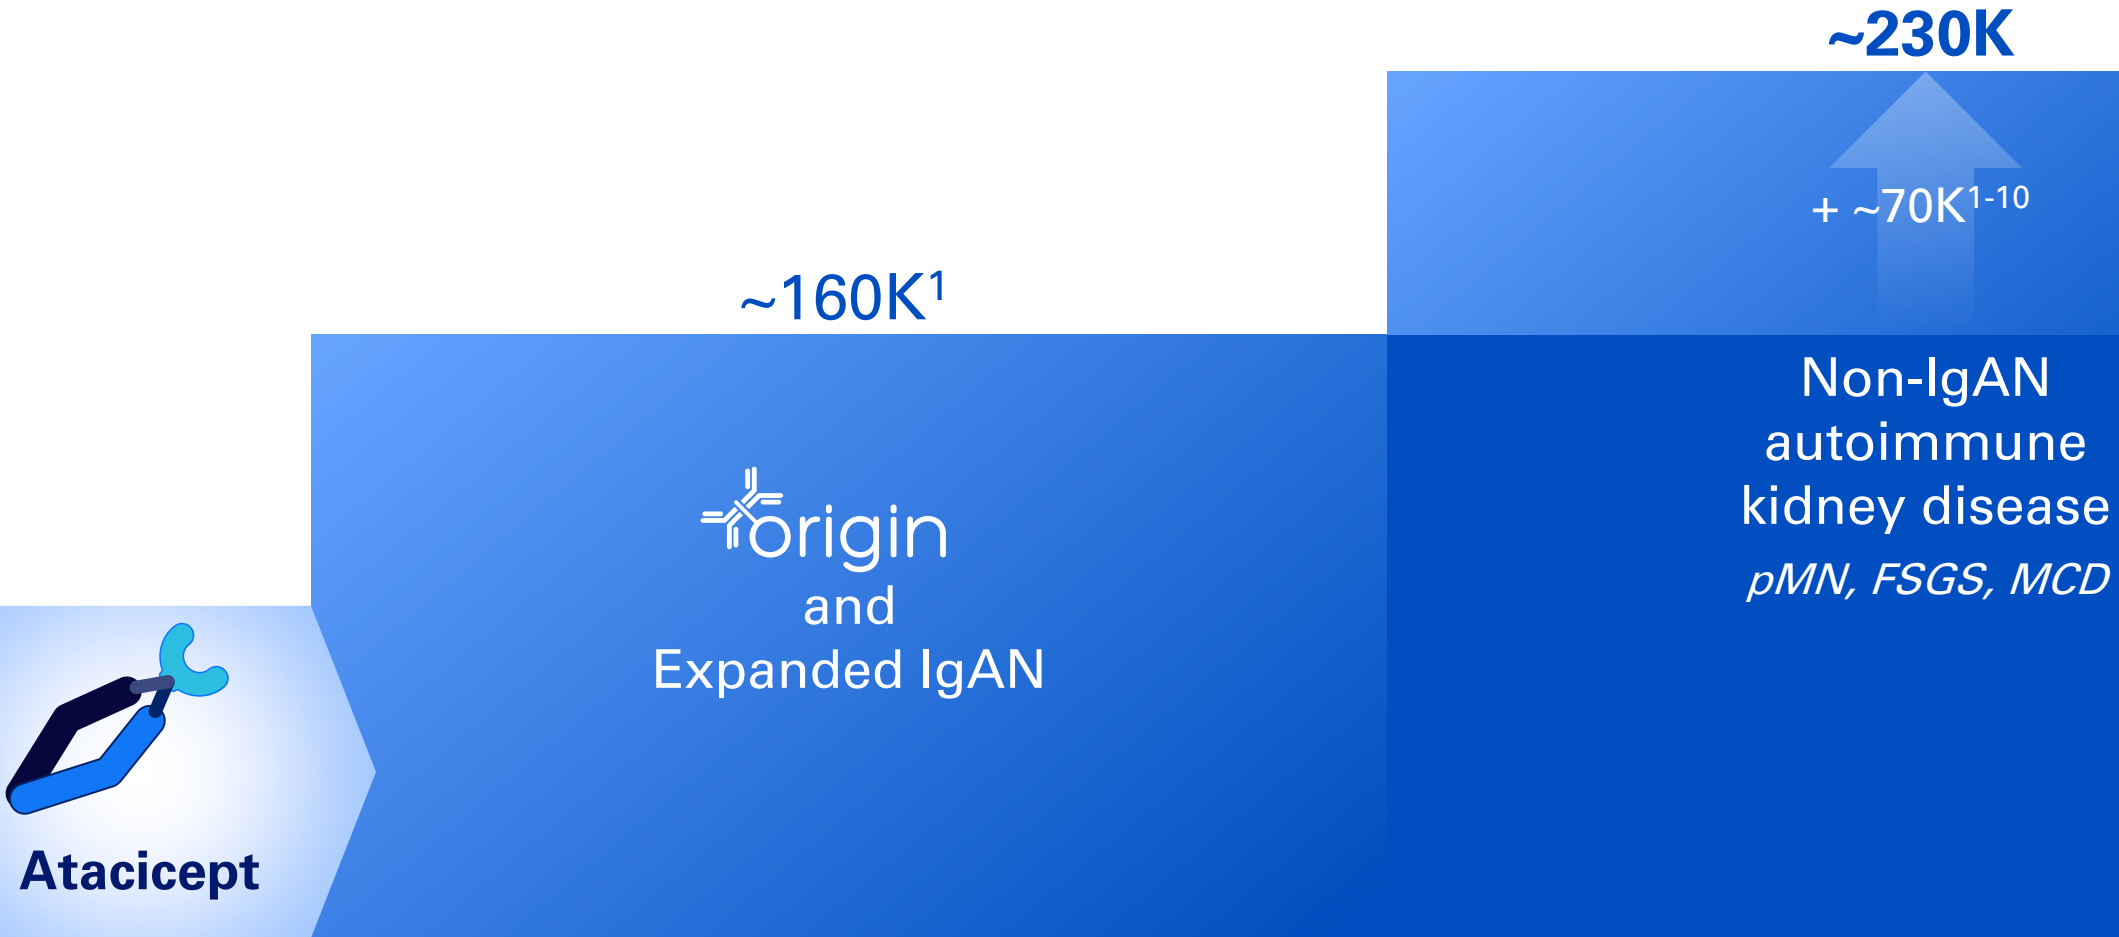 ~230K
+ ~70K¹⁻¹⁰
~160K¹
Non-IgAN
autoimmune
kidney disease
pMN, FSGS, MCD
origin
and
Expanded IgAN
Atacicept